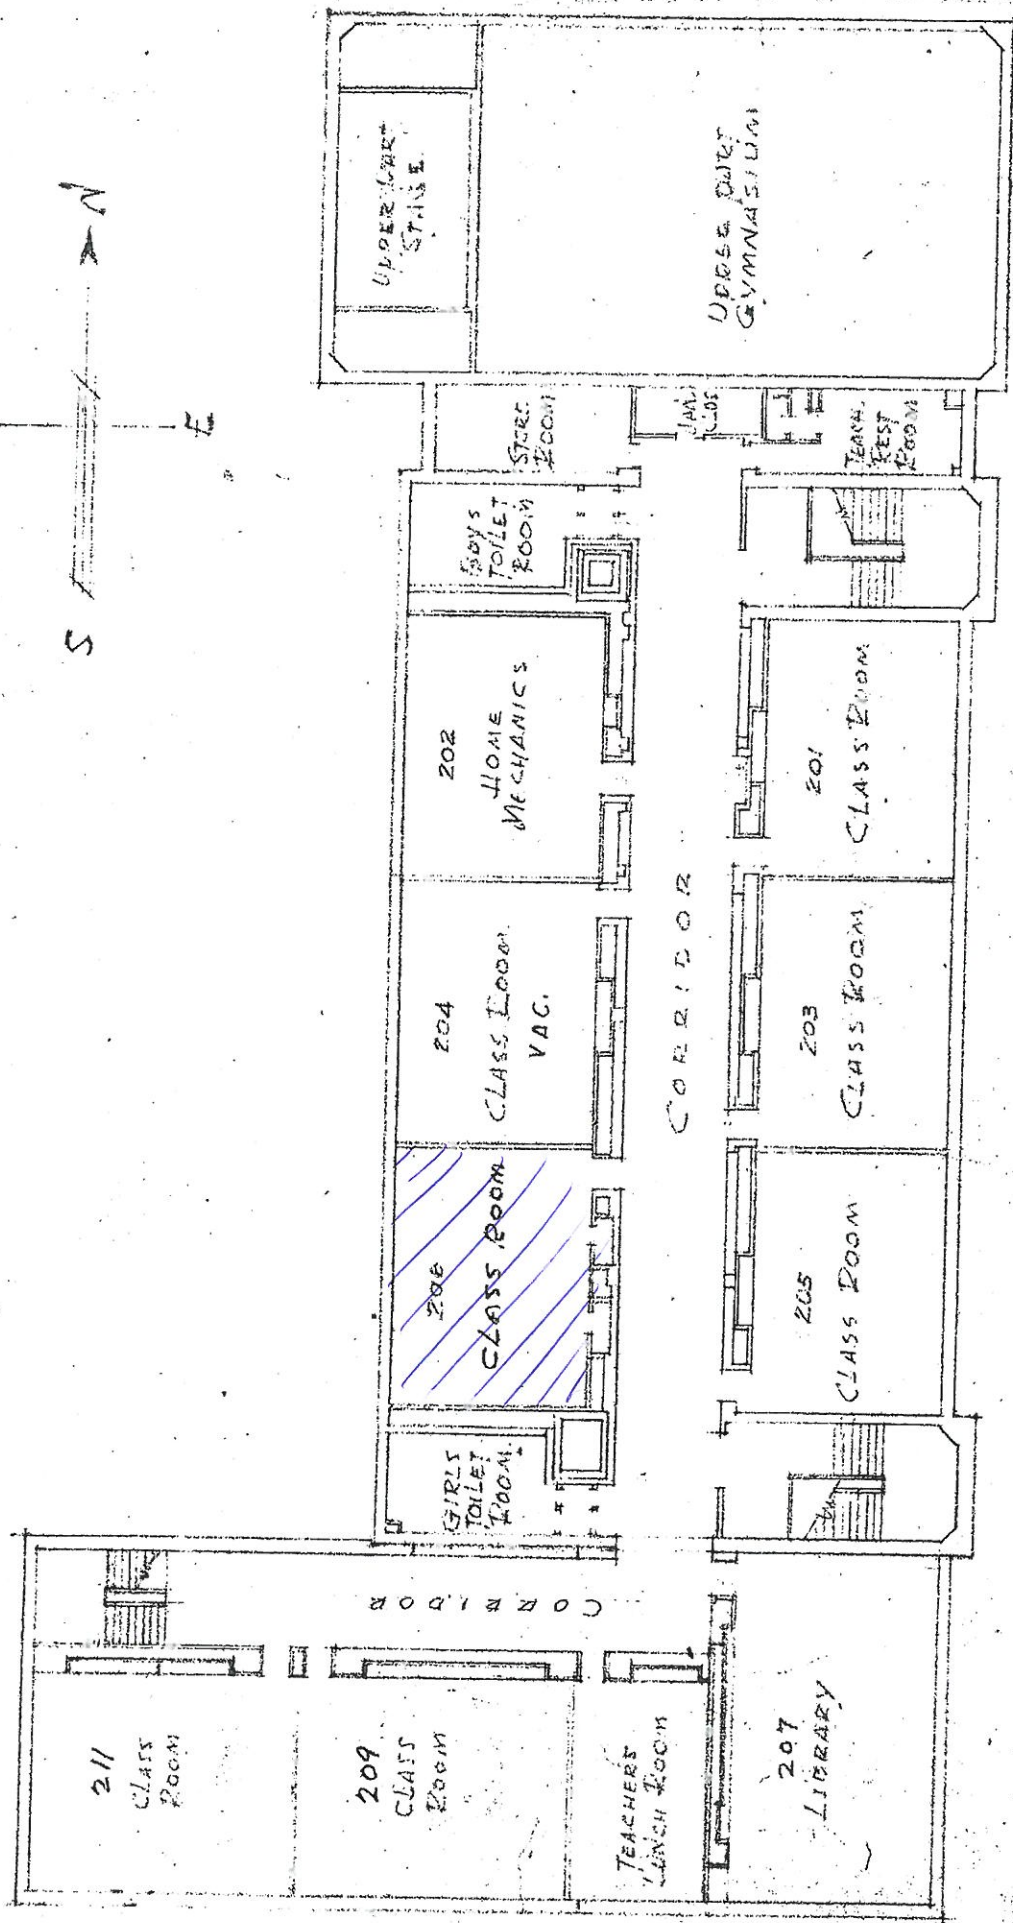 N
S
E
UPPER PART
STAGE
UPPER PART
GYMNASIUM
STORE
ROOM
JAN.
CLOS
TEACH.
REST
ROOM
BOYS
TOILET
ROOM
202
HOME
MECHANICS
201
CLASS ROOM
204
CLASS ROOM
VAC.
CORRIDOR
203
CLASS ROOM
206
CLASS ROOM
205
CLASS ROOM
GIRLS
TOILET
ROOM
CORRIDOR
211
CLASS
ROOM
209
CLASS
ROOM
TEACHERS
LUNCH ROOM
207
LIBRARY